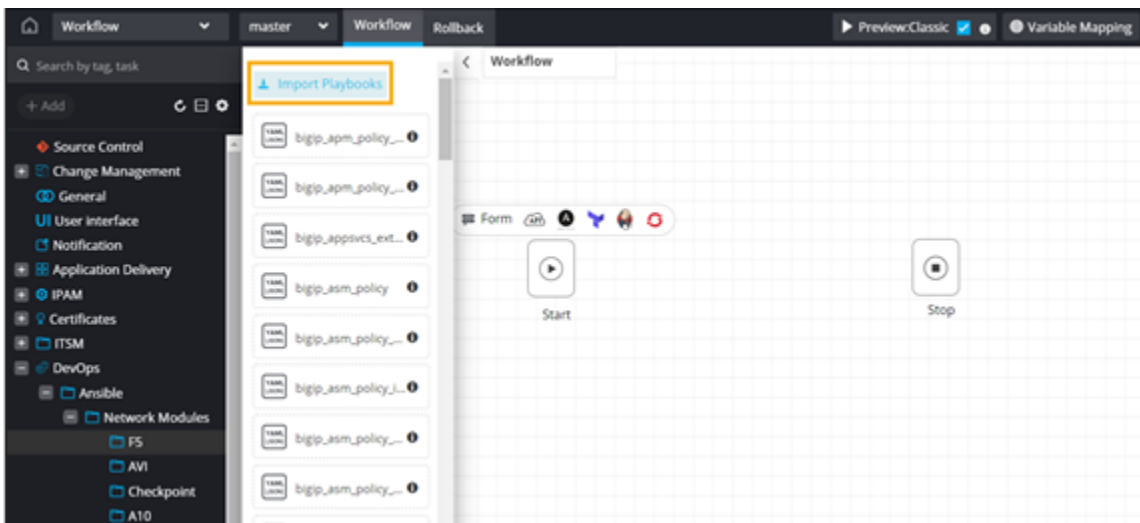 Workflow
master
Workflow
Rollback
Preview:Classic
Variable Mapping
Search by tag, task
+ Add
Import Playbooks
Workflow
Source Control
Change Management
General
UI User interface
Notification
Application Delivery
IPAM
Certificates
ITSM
DevOps
Ansible
Network Modules
F5
AVI
Checkpoint
A10
bigip_apm_policy_...
bigip_apm_policy_...
bigip_appsvcs_ext...
bigip_asm_policy
bigip_asm_policy_...
bigip_asm_policy_i...
bigip_asm_policy_...
bigip_asm_policy_...
Form
API
Start
Stop